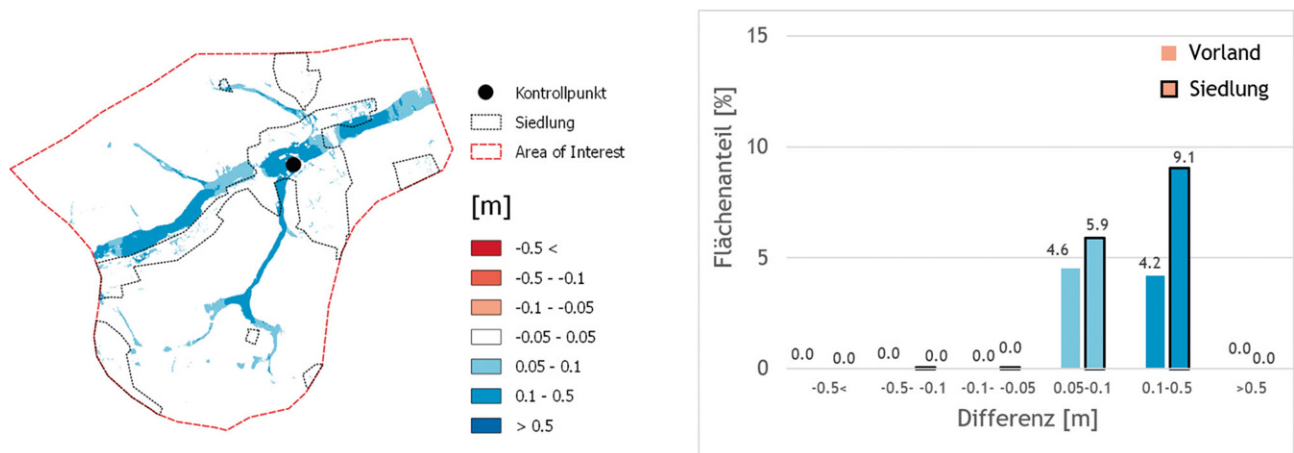 Kontrollpunkt
Siedlung
Area of Interest
[m]
-0.5 <
-0.5 - -0.1
-0.1 - -0.05
-0.05 - 0.05
0.05 - 0.1
0.1 - 0.5
> 0.5
Vorland
Siedlung
Flächenanteil [%]
15
10
5
0
0.0 0.0
0.0 0.0
0.0 0.0
4.6 5.9
4.2 9.1
0.0 0.0
-0.5< -0.5- -0.1 -0.1- -0.05 0.05-0.1 0.1-0.5 >0.5
Differenz [m]